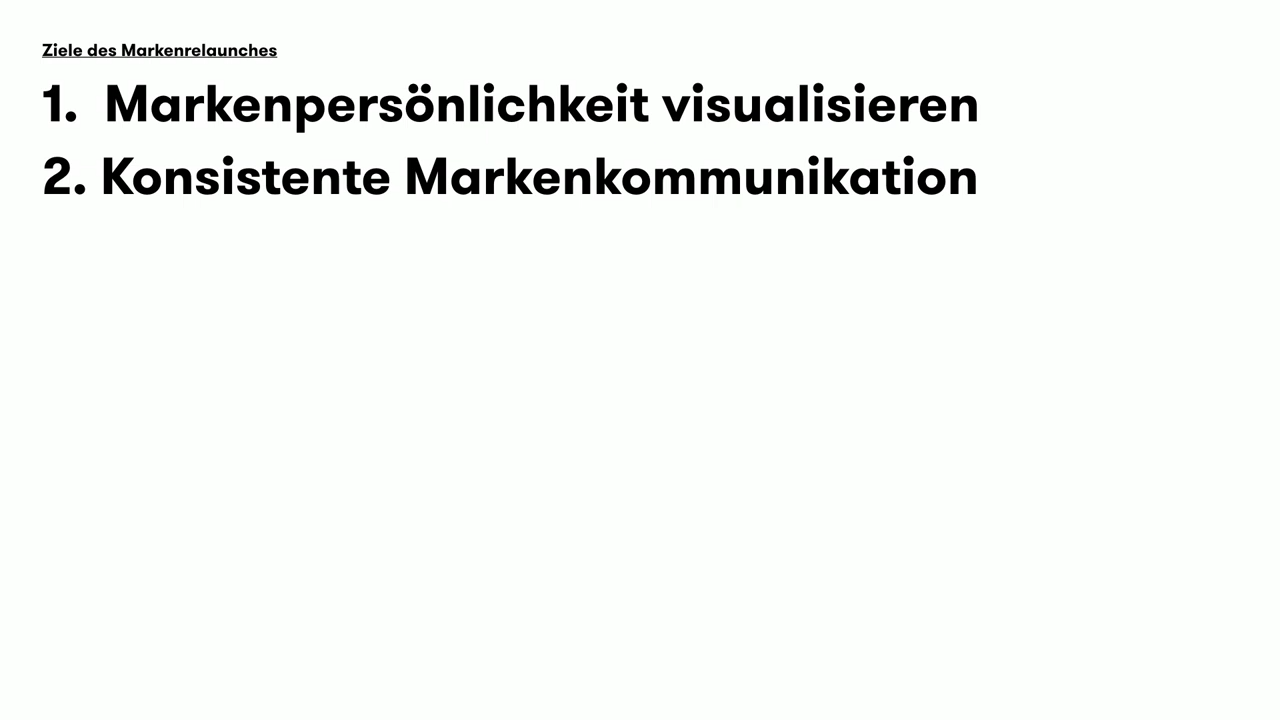 Ziele des Markenrelaunches
1. Markenpersönlichkeit visualisieren
2. Konsistente Markenkommunikation